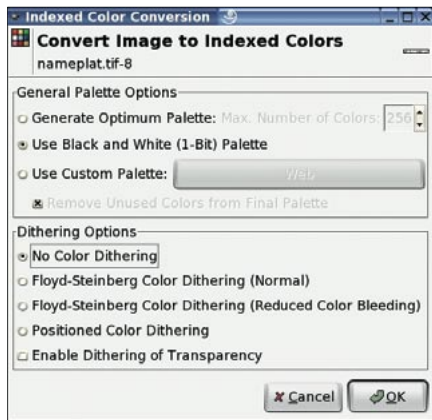 Indexed Color Conversion
Convert Image to Indexed Colors
nameplat.tif-8
General Palette Options
Generate Optimum Palette: Max. Number of Colors: 256
Use Black and White (1-Bit) Palette
Use Custom Palette: Web
Remove Unused Colors from Final Palette
Dithering Options
No Color Dithering
Floyd-Steinberg Color Dithering (Normal)
Floyd-Steinberg Color Dithering (Reduced Color Bleeding)
Positioned Color Dithering
Enable Dithering of Transparency
Cancel OK